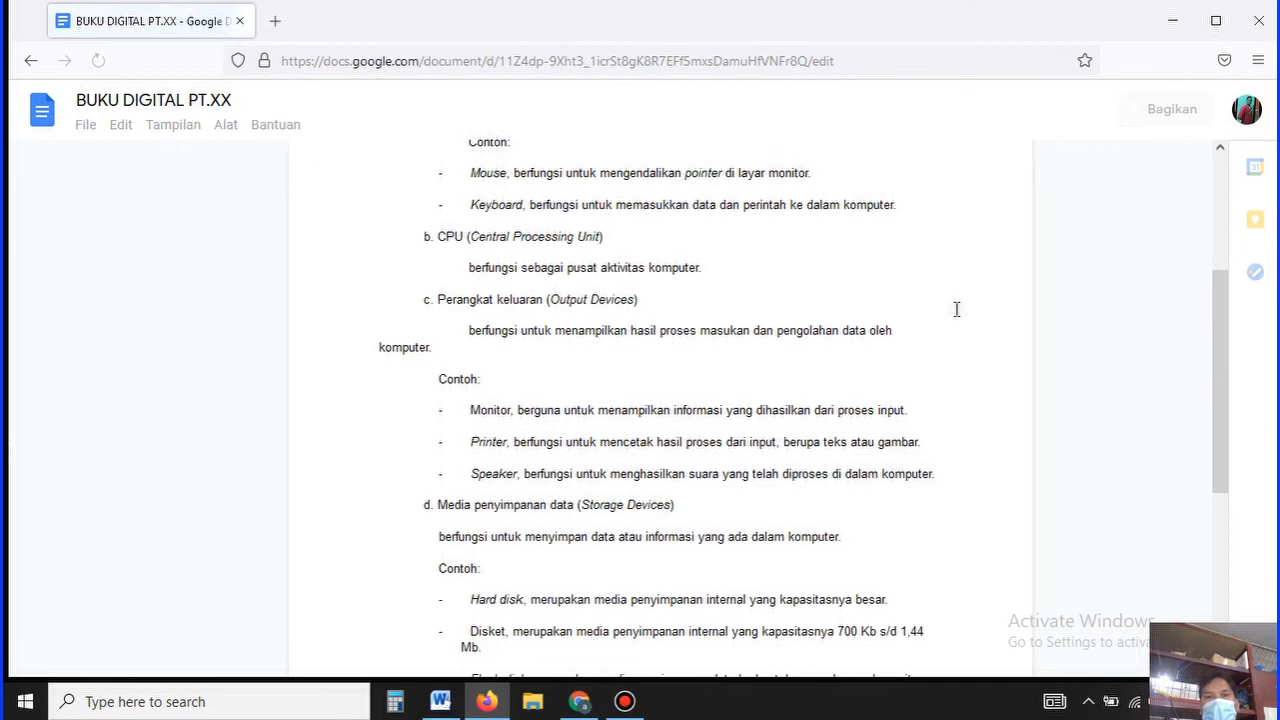 BUKU DIGITAL PT.XX - Google D
https://docs.google.com/document/d/11Z4dp-9Xht3_1icrSt8gK8R7EFf5mxsDamuHfVNFr8Q/edit
BUKU DIGITAL PT.XX
File Edit Tampilan Alat Bantuan
Bagikan
Contoh:
- Mouse, berfungsi untuk mengendalikan pointer di layar monitor.
- Keyboard, berfungsi untuk memasukkan data dan perintah ke dalam komputer.
b. CPU (Central Processing Unit)
berfungsi sebagai pusat aktivitas komputer.
c. Perangkat keluaran (Output Devices)
berfungsi untuk menampilkan hasil proses masukan dan pengolahan data oleh
komputer.
Contoh:
- Monitor, berguna untuk menampilkan informasi yang dihasilkan dari proses input.
- Printer, berfungsi untuk mencetak hasil proses dari input, berupa teks atau gambar.
- Speaker, berfungsi untuk menghasilkan suara yang telah diproses di dalam komputer.
d. Media penyimpanan data (Storage Devices)
berfungsi untuk menyimpan data atau informasi yang ada dalam komputer.
Contoh:
- Hard disk, merupakan media penyimpanan internal yang kapasitasnya besar.
- Disket, merupakan media penyimpanan internal yang kapasitasnya 700 Kb s/d 1,44
Mb.
Activate Windows
Go to Settings to activa
Type here to search